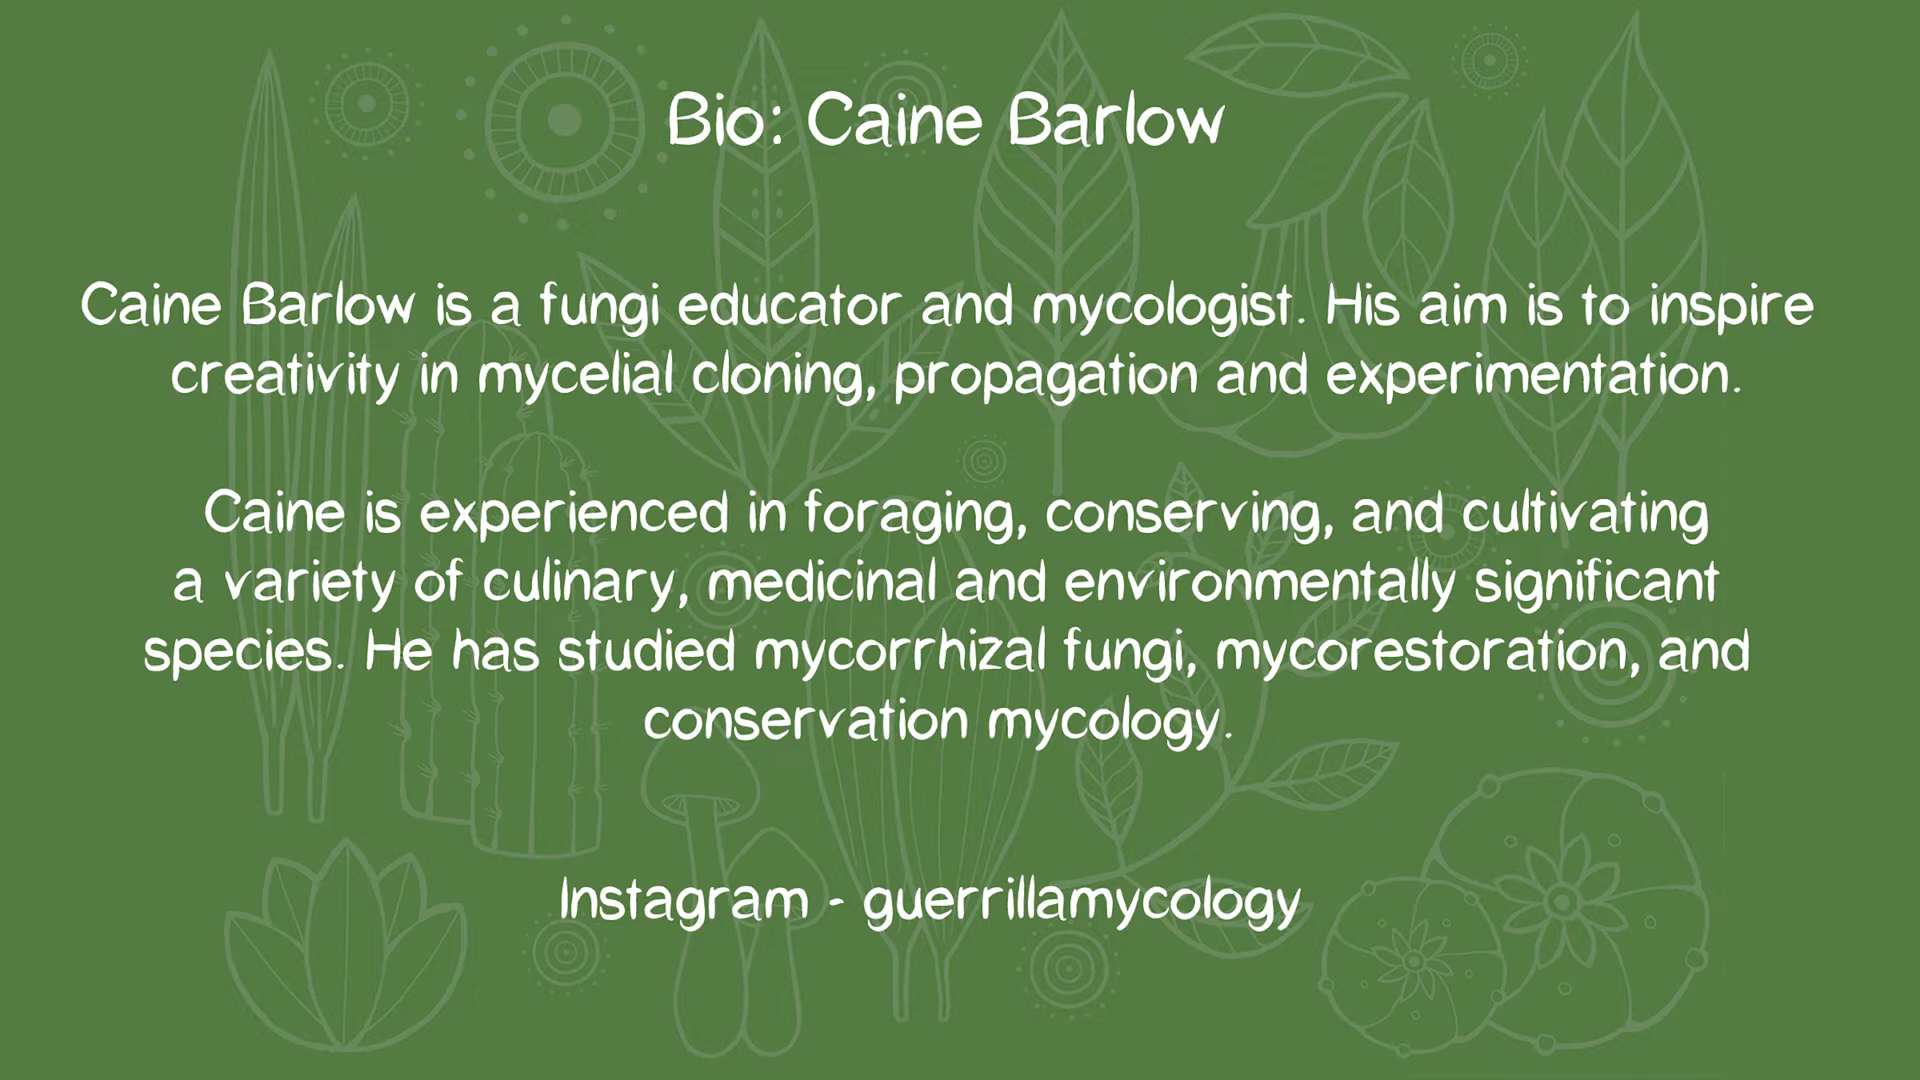 Bio: Caine Barlow
Caine Barlow is a fungi educator and mycologist. His aim is to inspire
creativity in mycelial cloning, propagation and experimentation.
Caine is experienced in foraging, conserving, and cultivating
a variety of culinary, medicinal and environmentally significant
species. He has studied mycorrhizal fungi, mycorestoration, and
conservation mycology.
Instagram - guerrillamycology